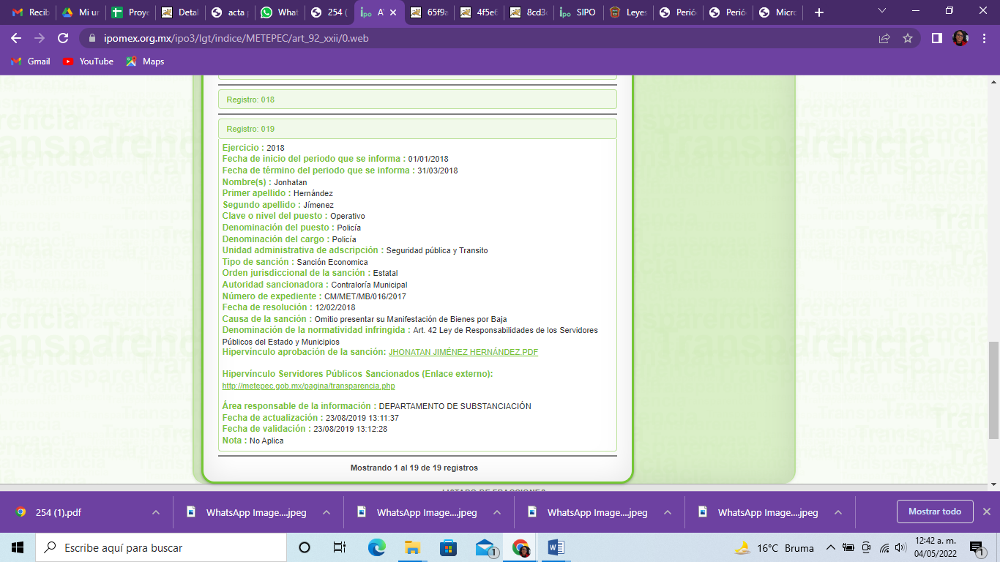 Recib
Mi un
Proye
Detal
acta p
What
254 (
A
65f9a
4f5e6
8cd3c
SIPO
Leyes
Perió
Perió
Micro
ipomex.org.mx/ipo3/lgt/indice/METEPEC/art_92_xxii/0.web
Gmail YouTube Maps
Registro: 018
Registro: 019
Ejercicio : 2018
Fecha de inicio del periodo que se informa : 01/01/2018
Fecha de término del periodo que se informa : 31/03/2018
Nombre(s) : Jonhatan
Primer apellido : Hernández
Segundo apellido : Jímenez
Clave o nivel del puesto : Operativo
Denominación del puesto : Policía
Denominación del cargo : Policía
Unidad administrativa de adscripción : Seguridad pública y Transito
Tipo de sanción : Sanción Economica
Orden jurisdiccional de la sanción : Estatal
Autoridad sancionadora : Contraloría Municipal
Número de expediente : CM/MET/MB/016/2017
Fecha de resolución : 12/02/2018
Causa de la sanción : Omitio presentar su Manifestación de Bienes por Baja
Denominación de la normatividad infringida : Art. 42 Ley de Responsabilidades de los Servidores
Públicos del Estado y Municipios
Hipervínculo aprobación de la sanción: JHONATAN JIMÉNEZ HERNÁNDEZ.PDF
Hipervínculo Servidores Públicos Sancionados (Enlace externo):
http://metepec.gob.mx/pagina/transparencia.php
Área responsable de la información : DEPARTAMENTO DE SUBSTANCIACIÓN
Fecha de actualización : 23/08/2019 13:11:37
Fecha de validación : 23/08/2019 13:12:28
Nota : No Aplica
Mostrando 1 al 19 de 19 registros
LISTADO DE FRACCIONES
254 (1).pdf
WhatsApp Image....jpeg
WhatsApp Image....jpeg
WhatsApp Image....jpeg
WhatsApp Image....jpeg
Mostrar todo
Escribe aquí para buscar
1
16°C Bruma
12:42 a. m.
04/05/2022
1